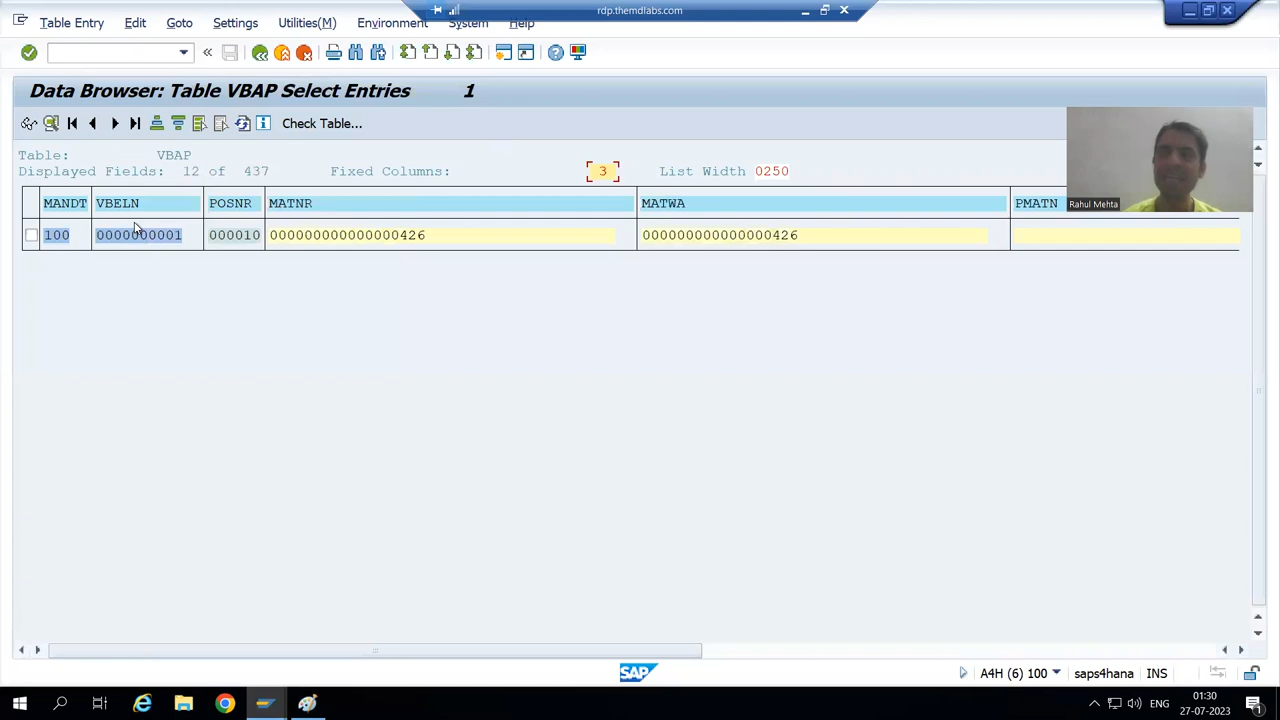 rdp.themdlabs.com
Table Entry Edit Goto Settings Utilities(M) Environment System Help
Data Browser: Table VBAP Select Entries 1
Check Table...
Table: VBAP
Displayed Fields: 12 of 437 Fixed Columns: 3 List Width 0250
MANDT VBELN POSNR MATNR MATWA PMATN
100 0000000001 000010 000000000000000426 000000000000000426
Rahul Mehta
SAP A4H (6) 100 saps4hana INS
ENG 01:30
27-07-2023 1